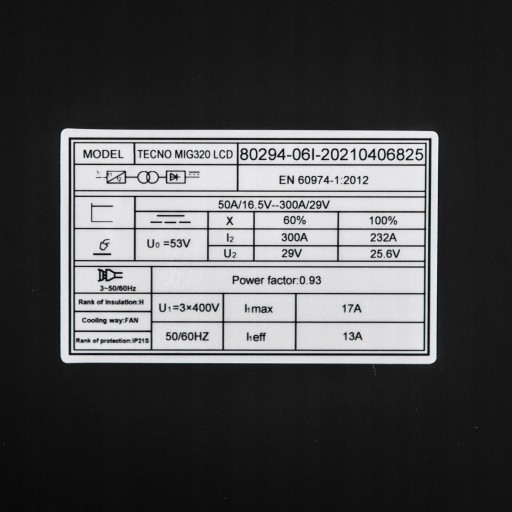 MODEL TECNO MIG320 LCD 80294-06I-20210406825
EN 60974-1:2012
50A/16.5V--300A/29V
X 60% 100%
U₀ =53V I₂ 300A 232A
U₂ 29V 25.6V
3~50/60Hz Power factor:0.93
Rank of insulation:H U₁=3×400V I₁max 17A
Cooling way:FAN
Rank of protection:IP21S 50/60HZ I₁eff 13A